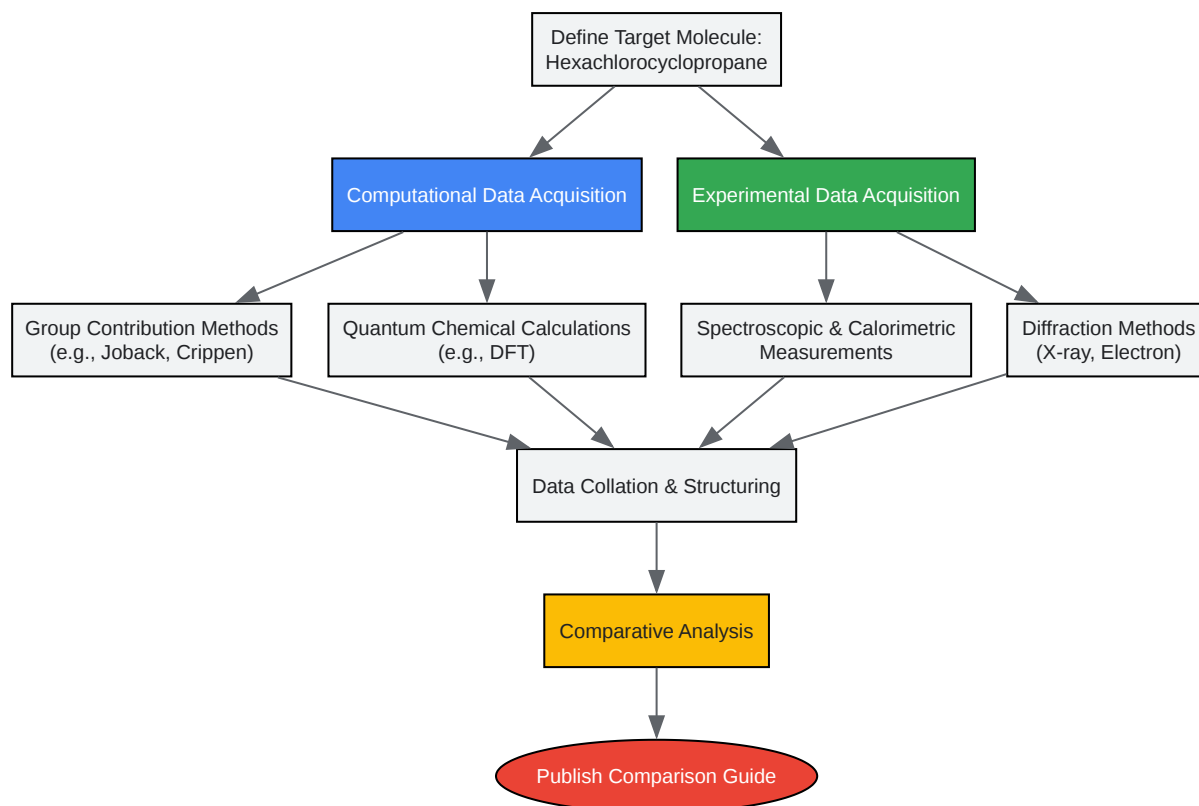 Define Target Molecule:
Hexachlorocyclopropane
Computational Data Acquisition
Experimental Data Acquisition
Group Contribution Methods
(e.g., Joback, Crippen)
Quantum Chemical Calculations
(e.g., DFT)
Spectroscopic & Calorimetric
Measurements
Diffraction Methods
(X-ray, Electron)
Data Collation & Structuring
Comparative Analysis
Publish Comparison Guide